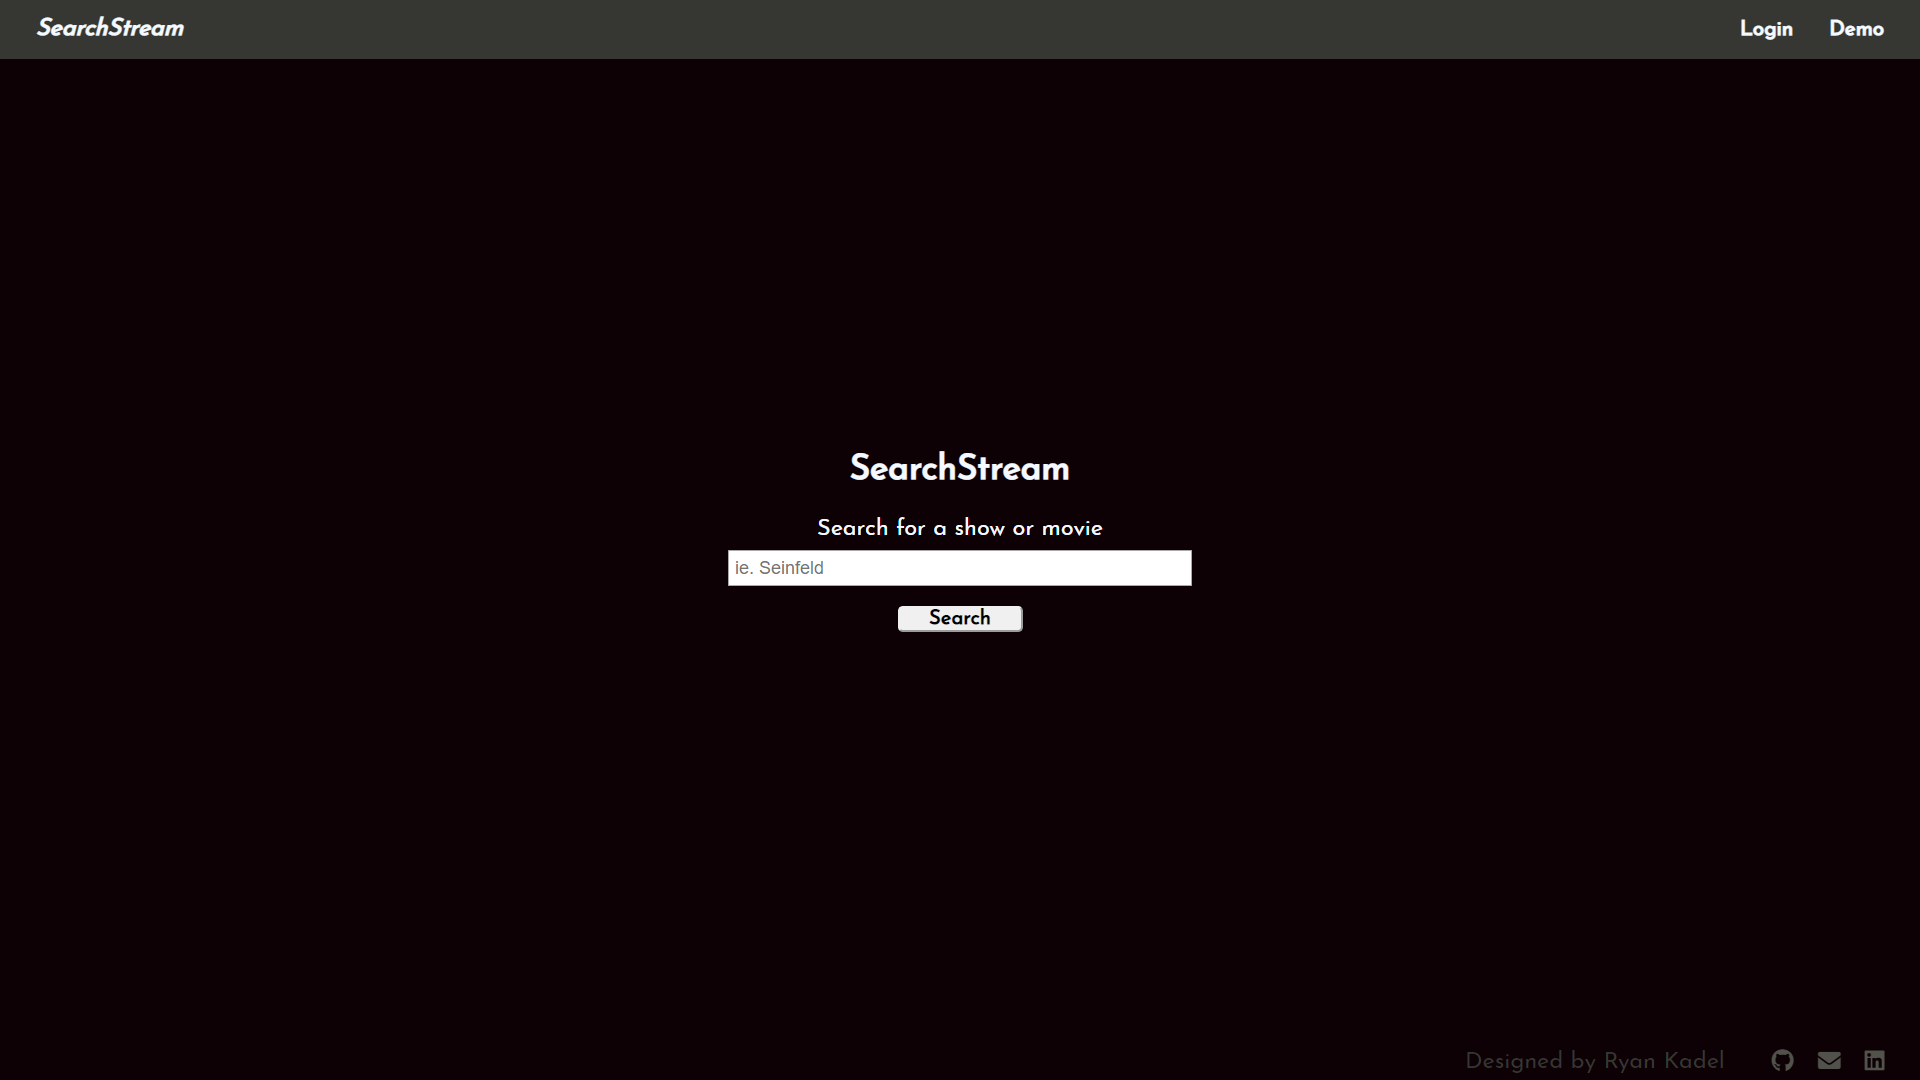 SearchStream
Login
Demo
SearchStream
Search for a show or movie
ie. Seinfeld
Search
Designed by Ryan Kadel